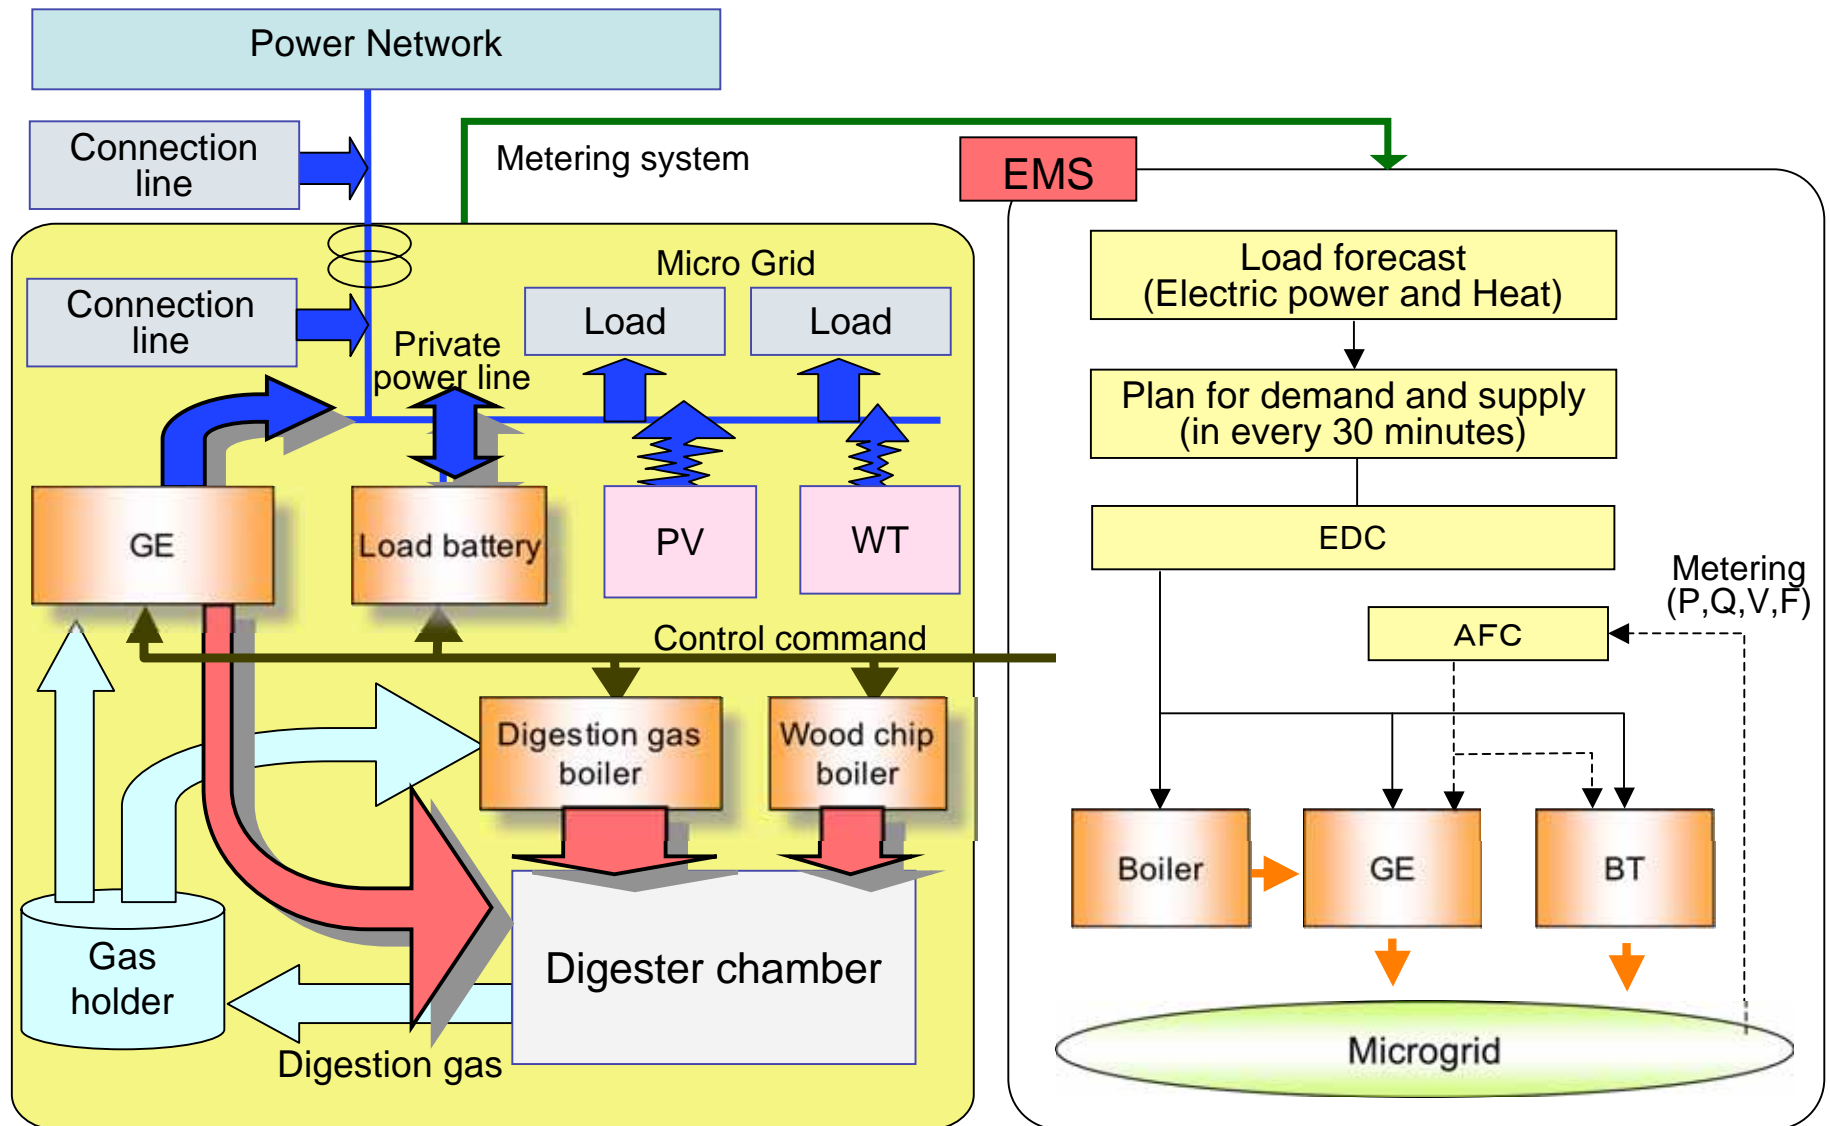 Power Network
Connection
line
Metering system
EMS
Micro Grid
Connection
line
Load
Load
Private
power line
GE
Load battery
PV
WT
Control command
Digestion gas
boiler
Wood chip
boiler
Gas
holder
Digester chamber
Digestion gas
Load forecast
(Electric power and Heat)
Plan for demand and supply
(in every 30 minutes)
EDC
Metering
(P,Q,V,F)
AFC
Boiler
GE
BT
Microgrid